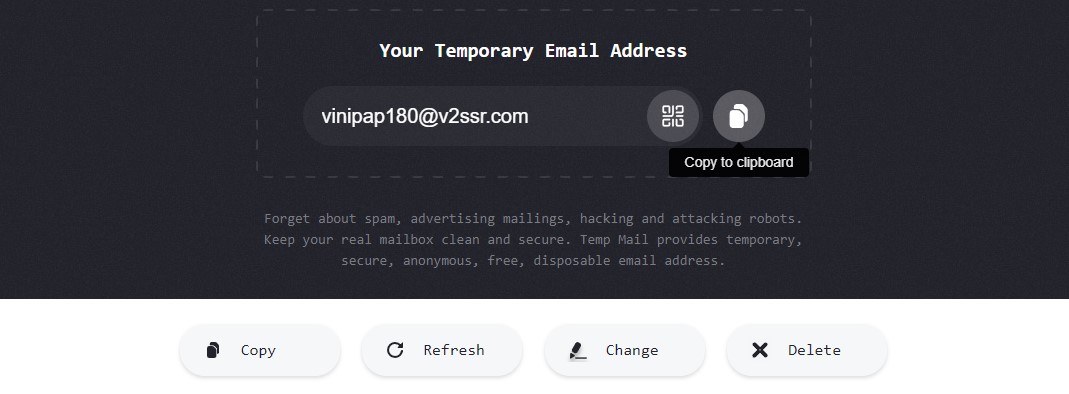 Your Temporary Email Address
vinipap180@v2ssr.com
Copy to clipboard
Forget about spam, advertising mailings, hacking and attacking robots.
Keep your real mailbox clean and secure. Temp Mail provides temporary,
secure, anonymous, free, disposable email address.
Copy
Refresh
Change
Delete